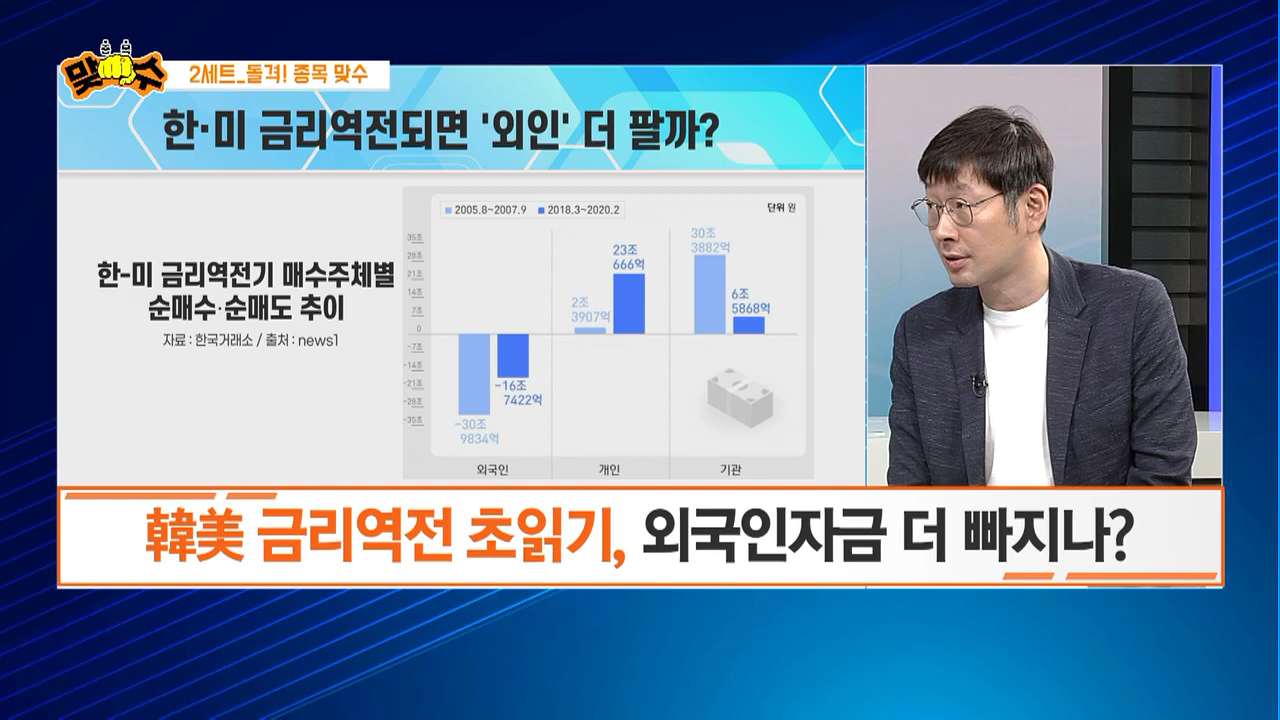 맞수
2세트_돌격! 종목 맞수
한·미 금리역전되면 '외인' 더 팔까?
한-미 금리역전기 매수주체별
순매수·순매도 추이
자료 : 한국거래소 / 출처 : news1
2005.8~2007.9
2018.3~2020.2
단위 원
35조
28조
21조
14조
7조
0
-7조
-14조
-21조
-28조
-35조
-30조
9834억
-16조
7422억
2조
3907억
23조
666억
30조
3882억
6조
5868억
외국인
개인
기관
韓美 금리역전 초읽기, 외국인자금 더 빠지나?